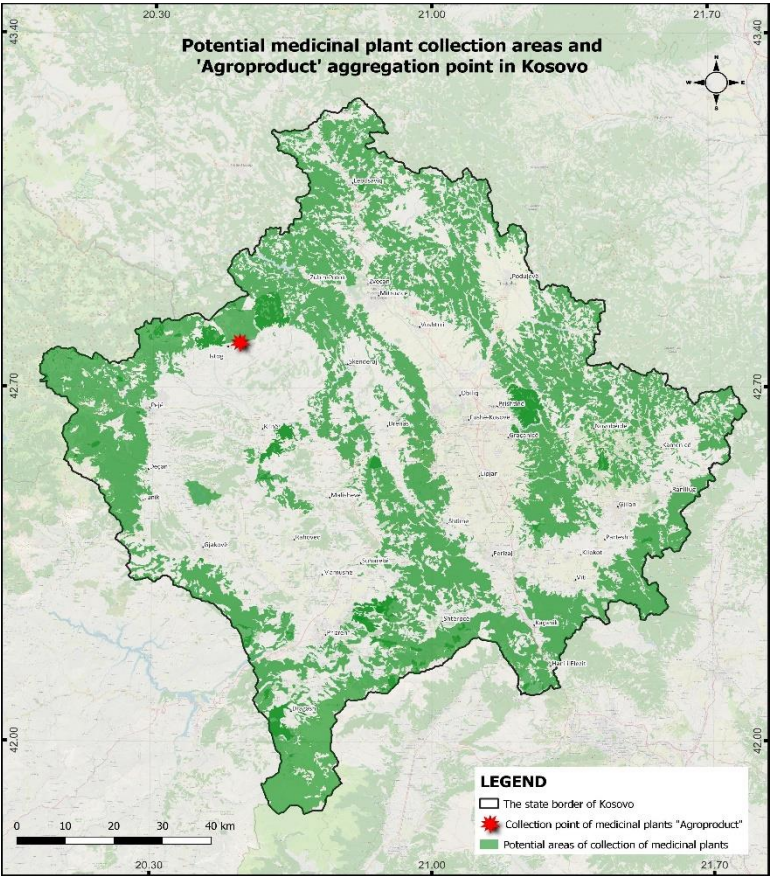 20.30 21.00 21.70
43.40 43.40
Potential medicinal plant collection areas and
'Agroproduct' aggregation point in Kosovo
N
W E
S
Leposaviq
Zubin Potok
Zveçan
Mitrovicë
Podujevë
Vushtrri
Istog
Skenderaj
42.70 42.70
Obiliq
Prishtinë
Pejë
Fushë Kosovë
Graçanicë
Drenas
Novobërdë
Kamenicë
Deçan
Lipjan
Malishevë
Ranillug
Gjilan
Junik
Shtime
Partesh
Rahovec
Gjakovë
Ferizaj
Suharekë
Mamushë
Viti
Shtërpcë
Kaçanik
Prizren
Hani i Elezit
Dragash
42.00 42.00
LEGEND
The state border of Kosovo
Collection point of medicinal plants "Agroproduct"
Potential areas of collection of medicinal plants
0 10 20 30 40 km
20.30 21.00 21.70